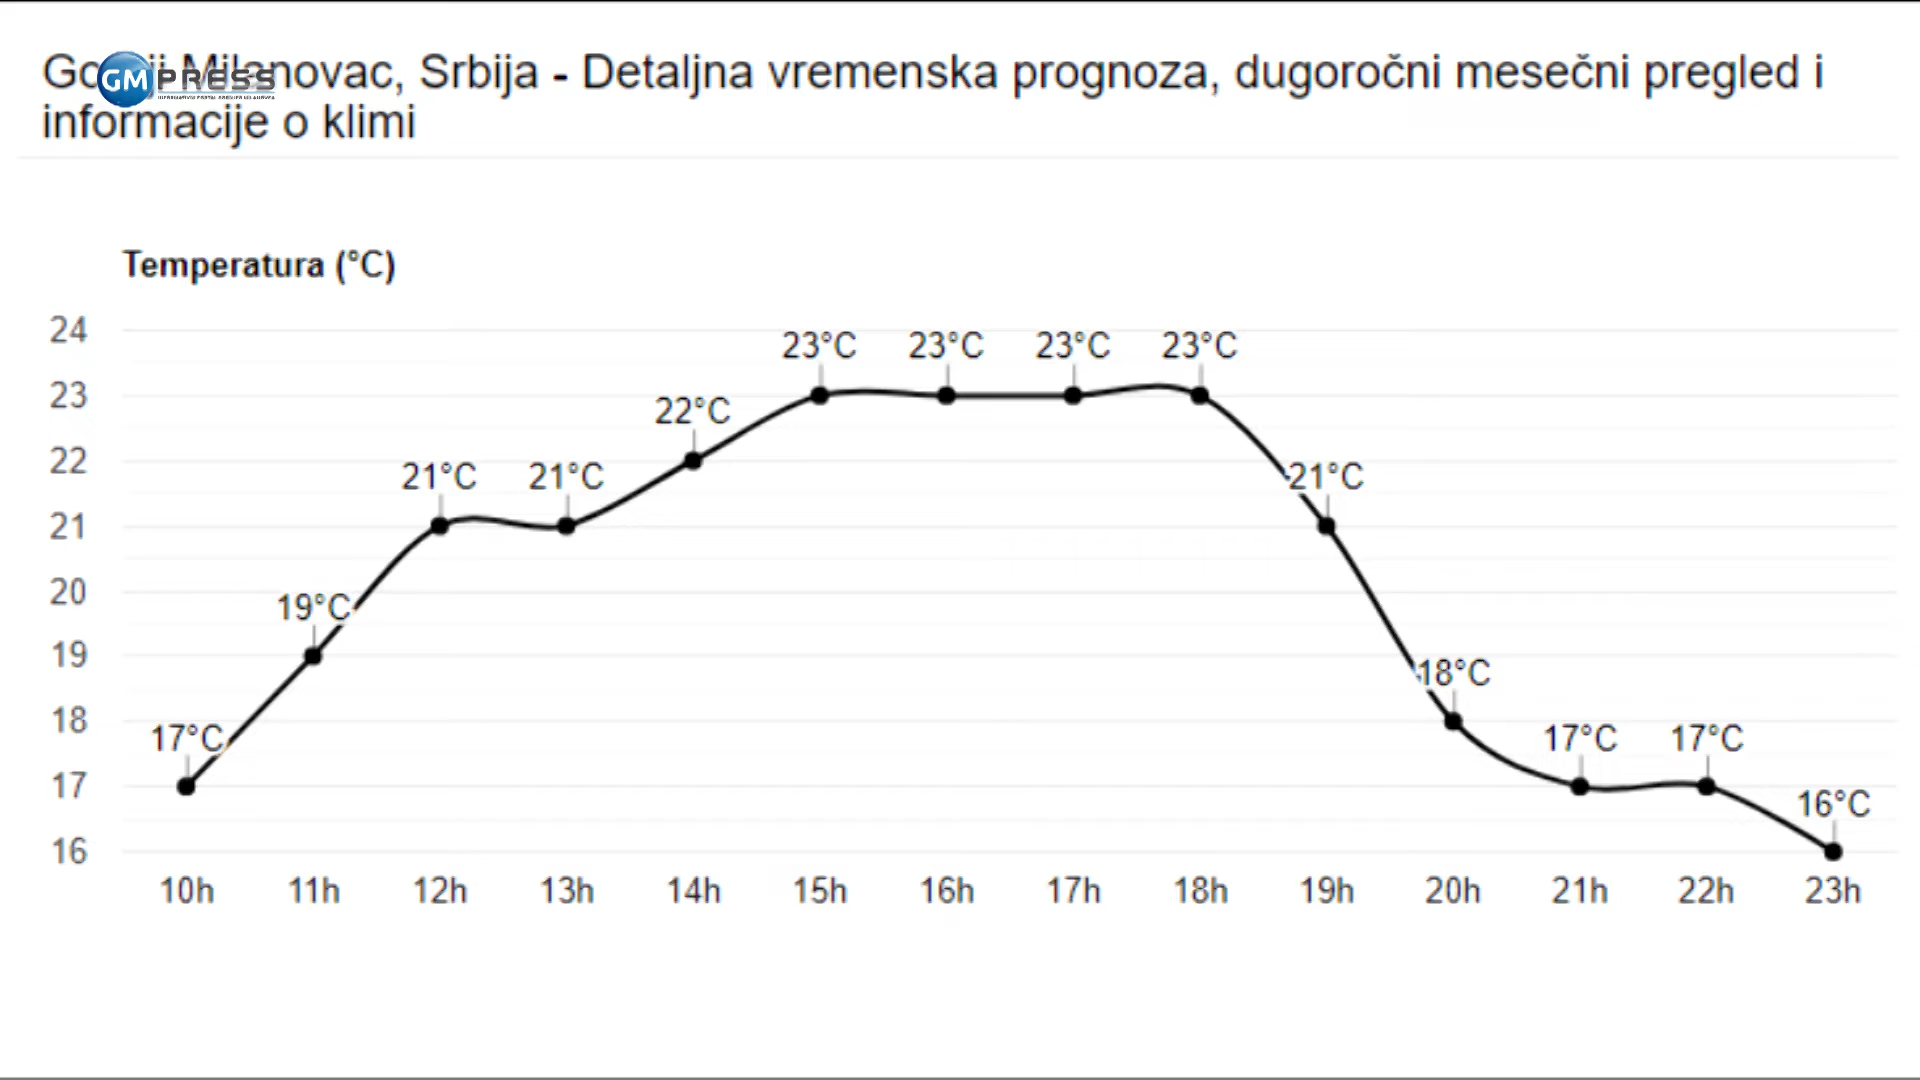 Gornji Milanovac, Srbija - Detaljna vremenska prognoza, dugoročni mesečni pregled i
informacije o klimi
GMPRESS
Temperatura (°C)
24
23
22
21
20
19
18
17
16
17°C
19°C
21°C
21°C
22°C
23°C
23°C
23°C
23°C
21°C
18°C
17°C
17°C
16°C
10h 11h 12h 13h 14h 15h 16h 17h 18h 19h 20h 21h 22h 23h